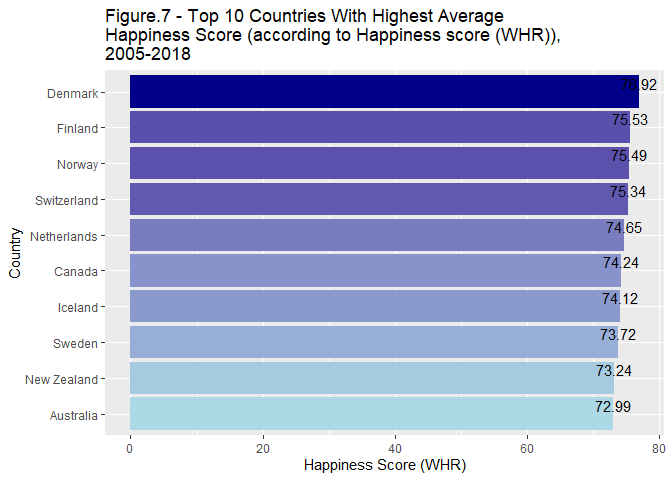 Figure.7 - Top 10 Countries With Highest Average
Happiness Score (according to Happiness score (WHR)),
2005-2018
Denmark
76.92
Finland
75.53
Norway
75.49
Switzerland
75.34
Netherlands
74.65
Canada
74.24
Iceland
74.12
Sweden
73.72
New Zealand
73.24
Australia
72.99
Country
0 20 40 60 80
Happiness Score (WHR)